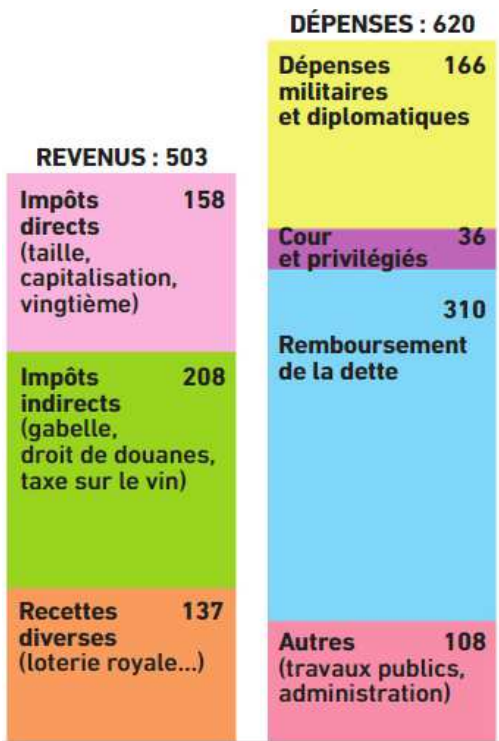 REVENUS : 503
Impôts 158
directs
(taille,
capitalisation,
vingtième)
Impôts 208
indirects
(gabelle,
droit de douanes,
taxe sur le vin)
Recettes 137
diverses
(loterie royale...)
DÉPENSES : 620
Dépenses 166
militaires
et diplomatiques
Cour 36
et privilégiés
310
Remboursement
de la dette
Autres 108
(travaux publics,
administration)